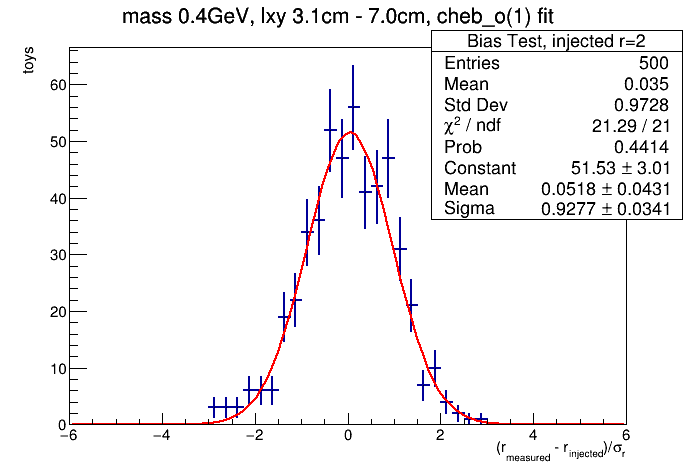 mass 0.4GeV, lxy 3.1cm - 7.0cm, cheb_o(1) fit
toys
Bias Test, injected r=2
Entries 500
Mean 0.035
Std Dev 0.9728
χ² / ndf 21.29 / 21
Prob 0.4414
Constant 51.53 ± 3.01
Mean 0.0518 ± 0.0431
Sigma 0.9277 ± 0.0341
60
50
40
30
20
10
0
−6 −4 −2 0 2 4 6
(r_measured - r_injected)/σ_r